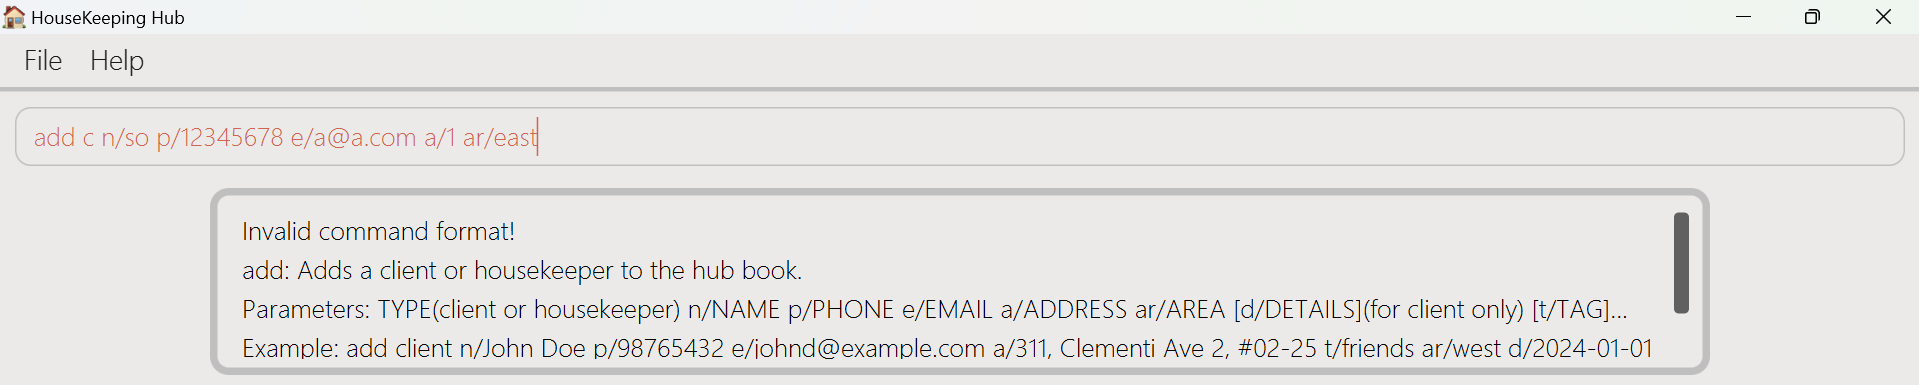 HouseKeeping Hub
File Help
add c n/so p/12345678 e/a@a.com a/1 ar/east
Invalid command format!
add: Adds a client or housekeeper to the hub book.
Parameters: TYPE(client or housekeeper) n/NAME p/PHONE e/EMAIL a/ADDRESS ar/AREA [d/DETAILS](for client only) [t/TAG]...
Example: add client n/John Doe p/98765432 e/johnd@example.com a/311, Clementi Ave 2, #02-25 t/friends ar/west d/2024-01-01